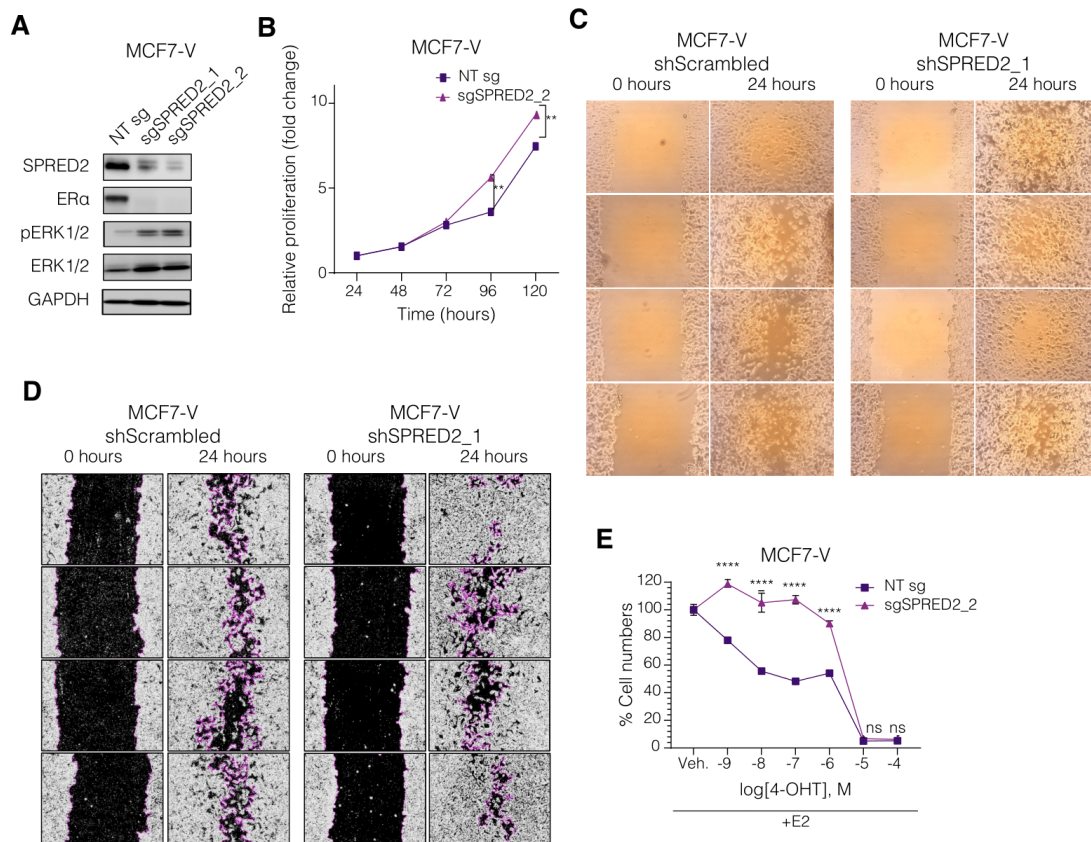 A
MCF7-V
NT sg
sgSPRED2_1
sgSPRED2_2
SPRED2
ERα
pERK1/2
ERK1/2
GAPDH
B
MCF7-V
NT sg
sgSPRED2_2
Relative proliferation (fold change)
10
5
0
**
**
24 48 72 96 120
Time (hours)
C
MCF7-V
shScrambled
0 hours 24 hours
MCF7-V
shSPRED2_1
0 hours 24 hours
D
MCF7-V
shScrambled
0 hours 24 hours
MCF7-V
shSPRED2_1
0 hours 24 hours
E
MCF7-V
NT sg
sgSPRED2_2
% Cell numbers
120
100
80
60
40
20
0
**** **** **** ****
ns ns
Veh. -9 -8 -7 -6 -5 -4
log[4-OHT], M
+E2